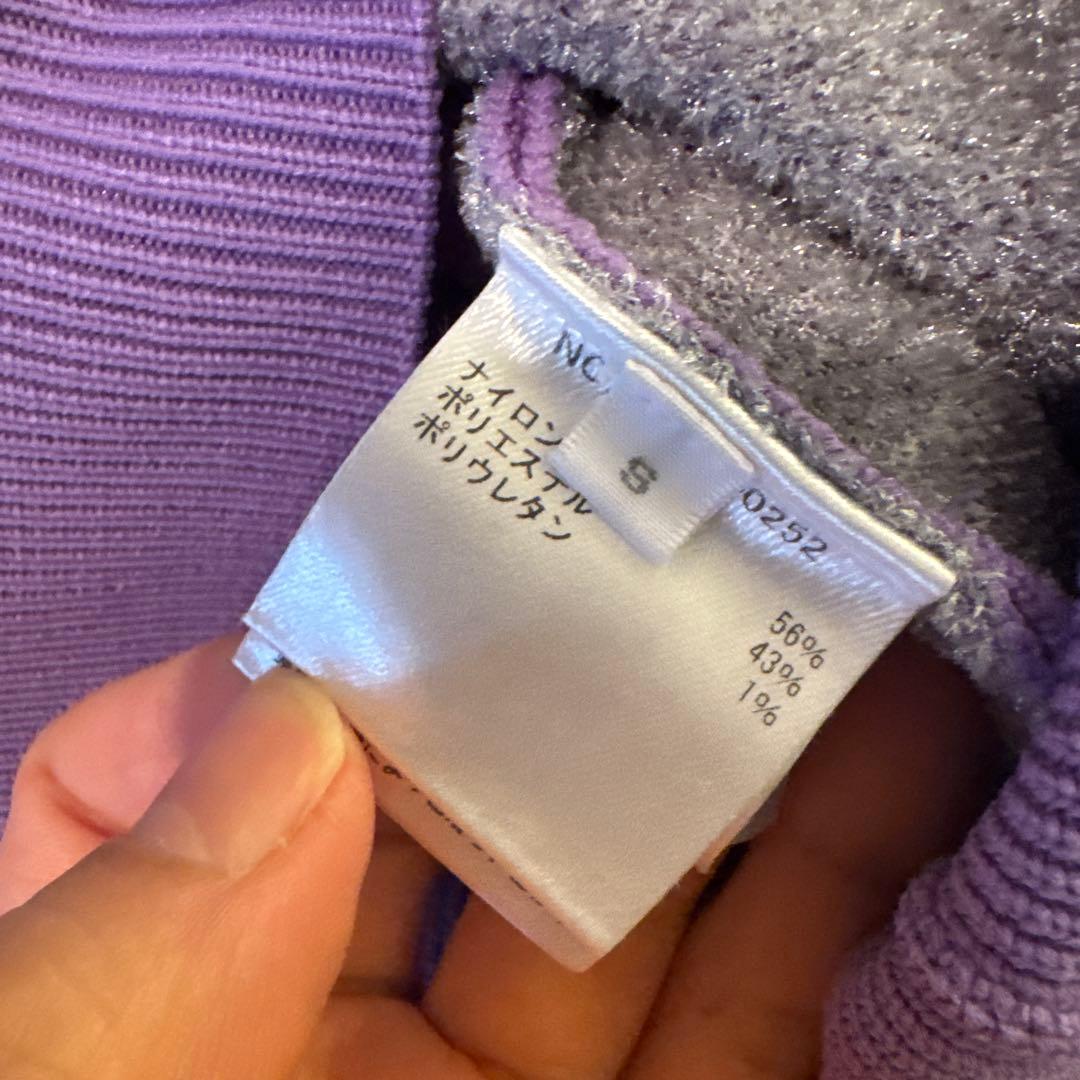 NC
S
0252
ナイロン 56%
ポリエステル 43%
ポリウレタン 1%